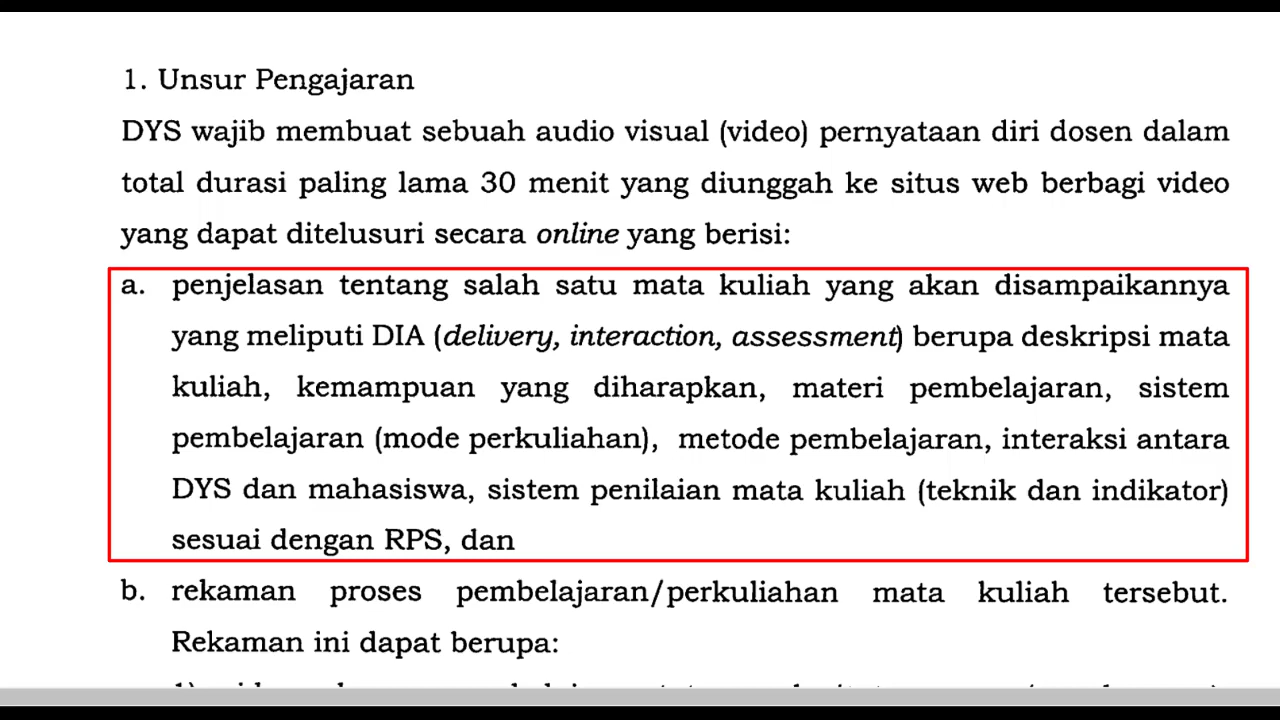 1. Unsur Pengajaran
DYS wajib membuat sebuah audio visual (video) pernyataan diri dosen dalam
total durasi paling lama 30 menit yang diunggah ke situs web berbagi video
yang dapat ditelusuri secara online yang berisi:
a. penjelasan tentang salah satu mata kuliah yang akan disampaikannya
yang meliputi DIA (delivery, interaction, assessment) berupa deskripsi mata
kuliah, kemampuan yang diharapkan, materi pembelajaran, sistem
pembelajaran (mode perkuliahan), metode pembelajaran, interaksi antara
DYS dan mahasiswa, sistem penilaian mata kuliah (teknik dan indikator)
sesuai dengan RPS, dan
b. rekaman proses pembelajaran/perkuliahan mata kuliah tersebut.
Rekaman ini dapat berupa: